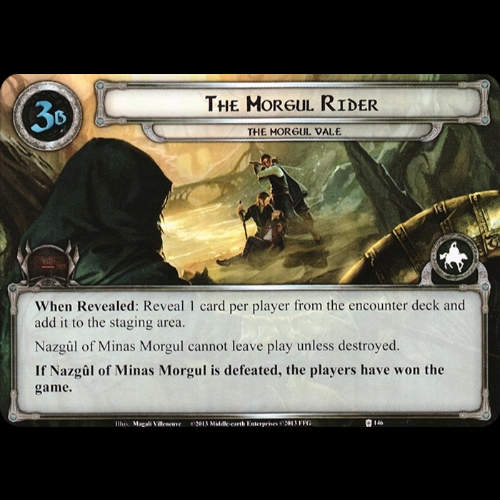 3B
THE MORGUL RIDER
THE MORGUL VALE
When Revealed: Reveal 1 card per player from the encounter deck and
add it to the staging area.
Nazgûl of Minas Morgul cannot leave play unless destroyed.
If Nazgûl of Minas Morgul is defeated, the players have won the
game.
Illus. Magali Villeneuve ©2013 Middle-earth Enterprises ©2013 FFG 146